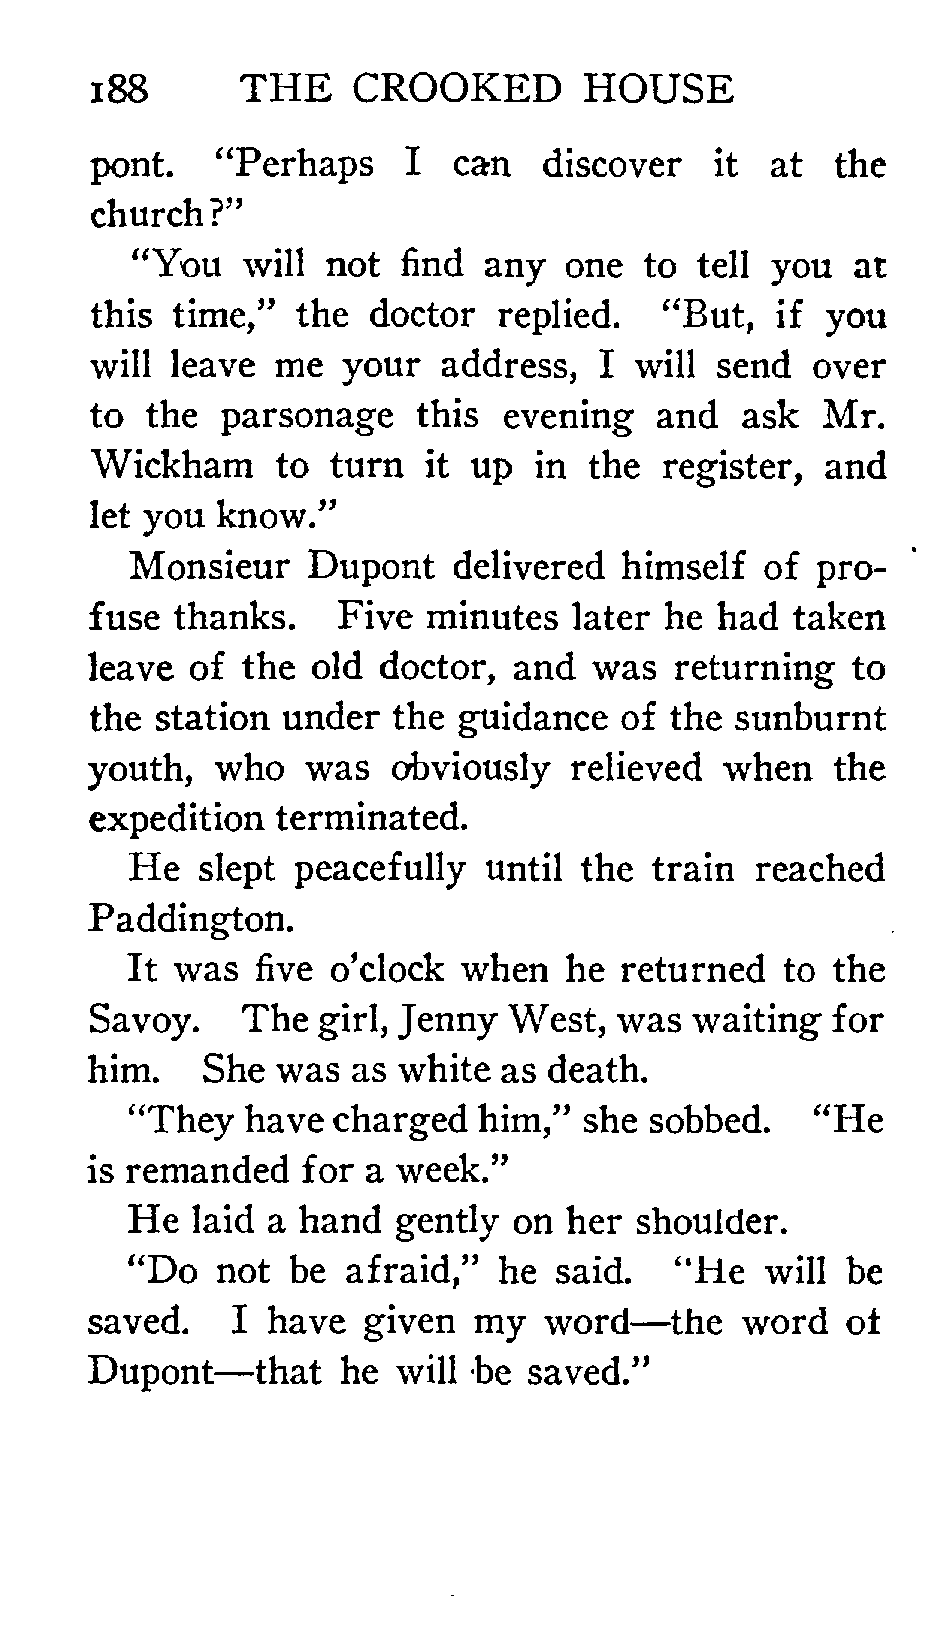 188 THE CROOKED HOUSE
pont. “Perhaps I can discover it at the
church?”
“You will not find any one to tell you at
this time,” the doctor replied. “But, if you
will leave me your address, I will send over
to the parsonage this evening and ask Mr.
Wickham to turn it up in the register, and
let you know.”
Monsieur Dupont delivered himself of pro-
fuse thanks. Five minutes later he had taken
leave of the old doctor, and was returning to
the station under the guidance of the sunburnt
youth, who was obviously relieved when the
expedition terminated.
He slept peacefully until the train reached
Paddington.
It was five o’clock when he returned to the
Savoy. The girl, Jenny West, was waiting for
him. She was as white as death.
“They have charged him,” she sobbed. “He
is remanded for a week.”
He laid a hand gently on her shoulder.
“Do not be afraid,” he said. “He will be
saved. I have given my word—the word of
Dupont—that he will be saved.”